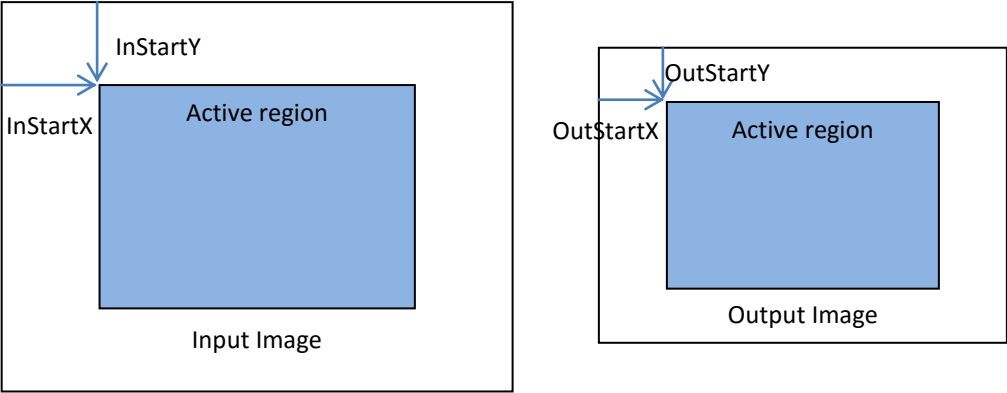 InStartY
InStartX
Active region
Input Image
OutStartY
OutStartX
Active region
Output Image